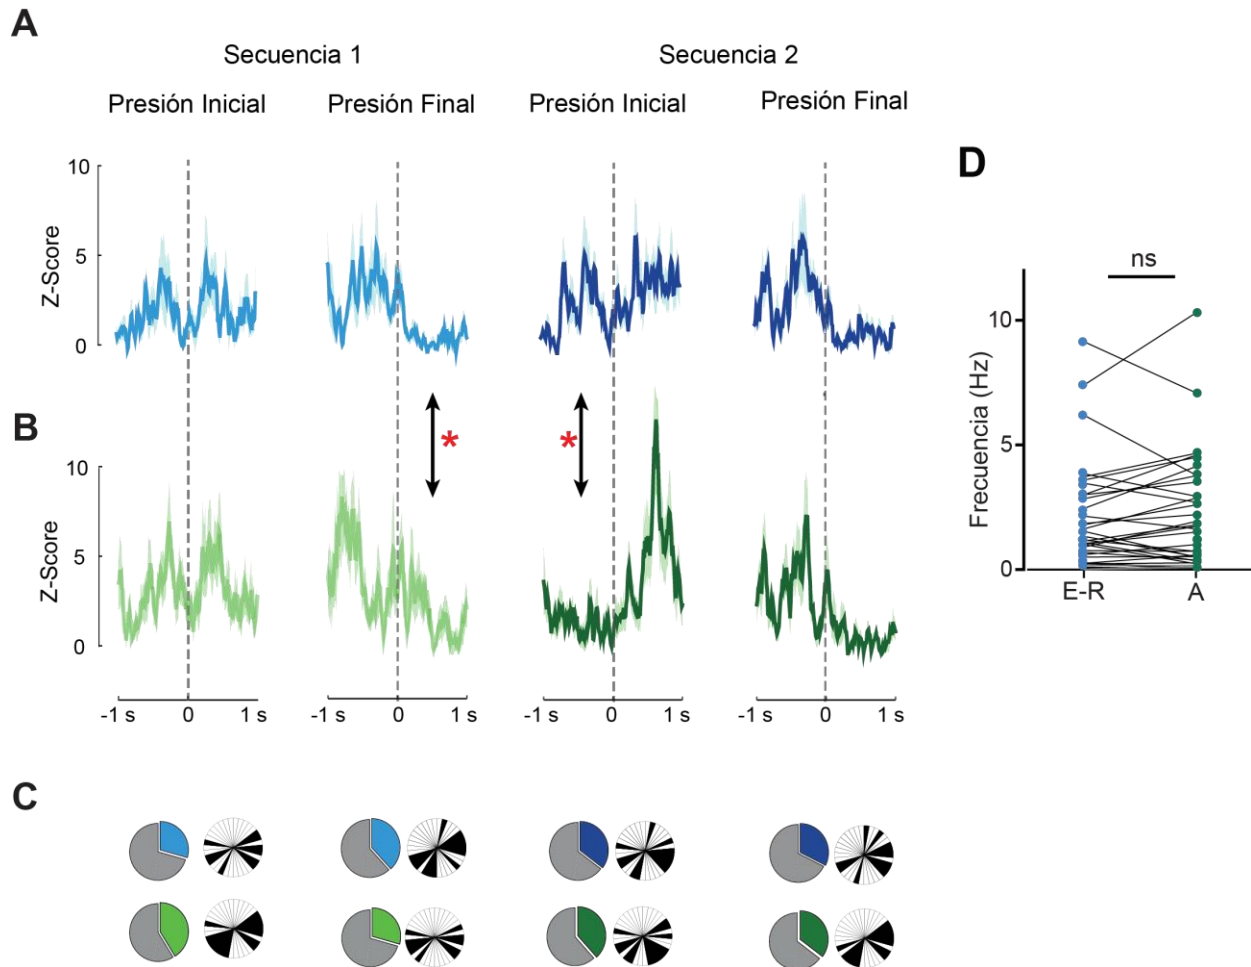 A
Secuencia 1
Secuencia 2
Presión Inicial
Presión Final
Presión Inicial
Presión Final
10
5
0
Z-Score
B
*
*
10
5
0
Z-Score
-1 s 0 1 s
-1 s 0 1 s
-1 s 0 1 s
-1 s 0 1 s
C
D
ns
10
5
0
Frecuencia (Hz)
E-R
A